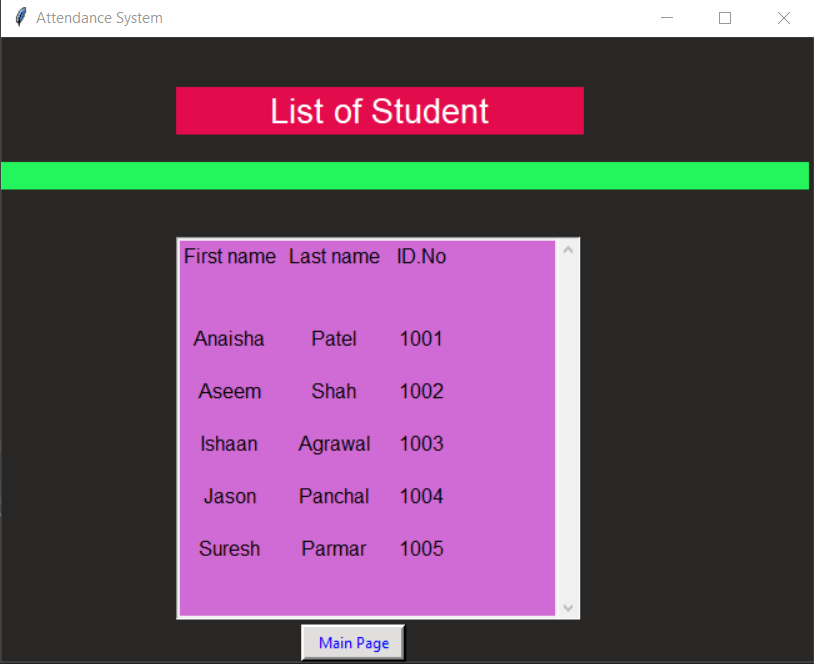 Attendance System
List of Student
First name Last name ID.No
Anaisha Patel 1001
Aseem Shah 1002
Ishaan Agrawal 1003
Jason Panchal 1004
Suresh Parmar 1005
Main Page